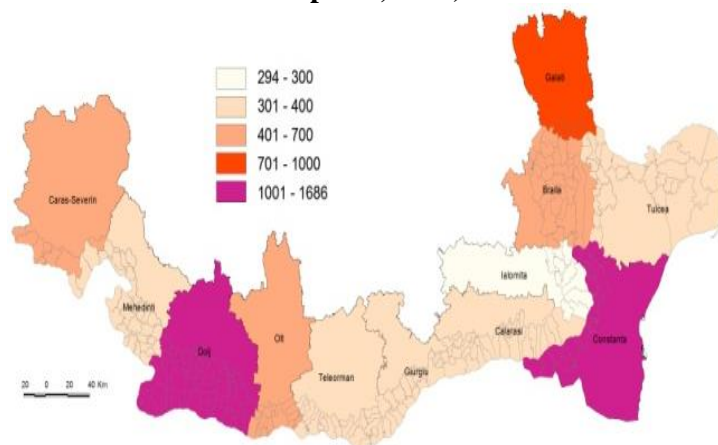 294 - 300
301 - 400
401 - 700
701 - 1000
1001 - 1686
Galati
Caras-Severin
Braila
Tulcea
Ialomita
Mehedinti
Calarasi
Constanta
Dolj
Olt
Teleorman
Giurgiu
20 0 20 40 Km